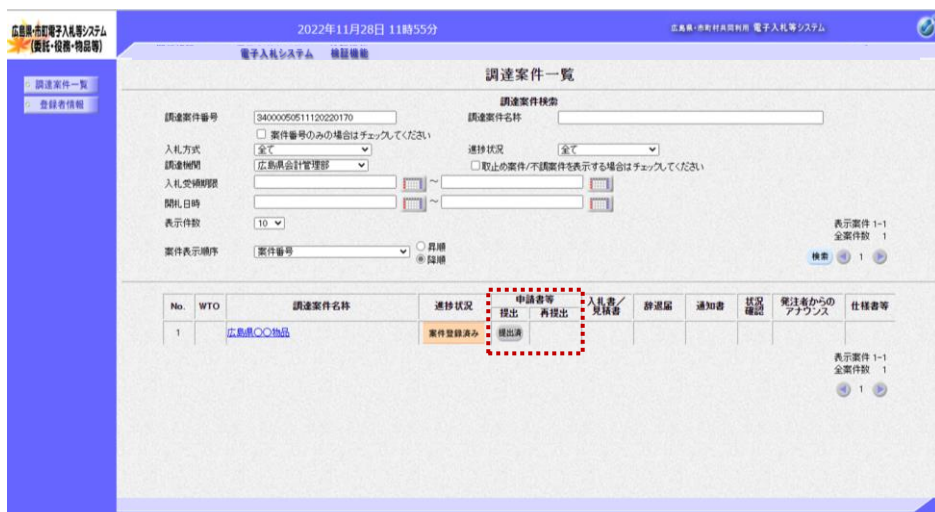 広島県・市町電子入札等システム
(委託・役務・物品等)
2022年11月28日 11時55分
広島県・市町村共同利用 電子入札等システム
電子入札システム 検証機能
調達案件一覧
登録者情報
調達案件一覧
調達案件検索
調達案件番号 34000050511120220170 調達案件名称
案件番号のみの場合はチェックしてください
入札方式 全て 進捗状況 全て
調達機関 広島県会計管理部 取止め案件/不調案件を表示する場合はチェックしてください
入札受領期限 ~
開札日時 ~
表示件数 10
表示案件 1-1
全案件数 1
案件表示順序 案件番号 昇順
降順
検索 1
No. WTO 調達案件名称 進捗状況 申請書等 入札書/見積書 辞退届 通知書 状況確認 発注者からのアナウンス 仕様書等
提出 再提出
1 広島県〇〇物品 案件登録済み 提出済
表示案件 1-1
全案件数 1
1